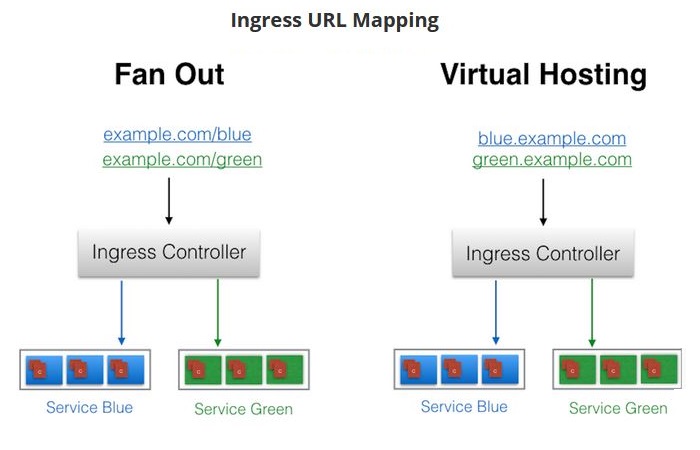 Ingress URL Mapping
Fan Out
example.com/blue
example.com/green
Ingress Controller
C C C
C C C
Service Blue
Service Green
Virtual Hosting
blue.example.com
green.example.com
Ingress Controller
C C C
C C C
Service Blue
Service Green